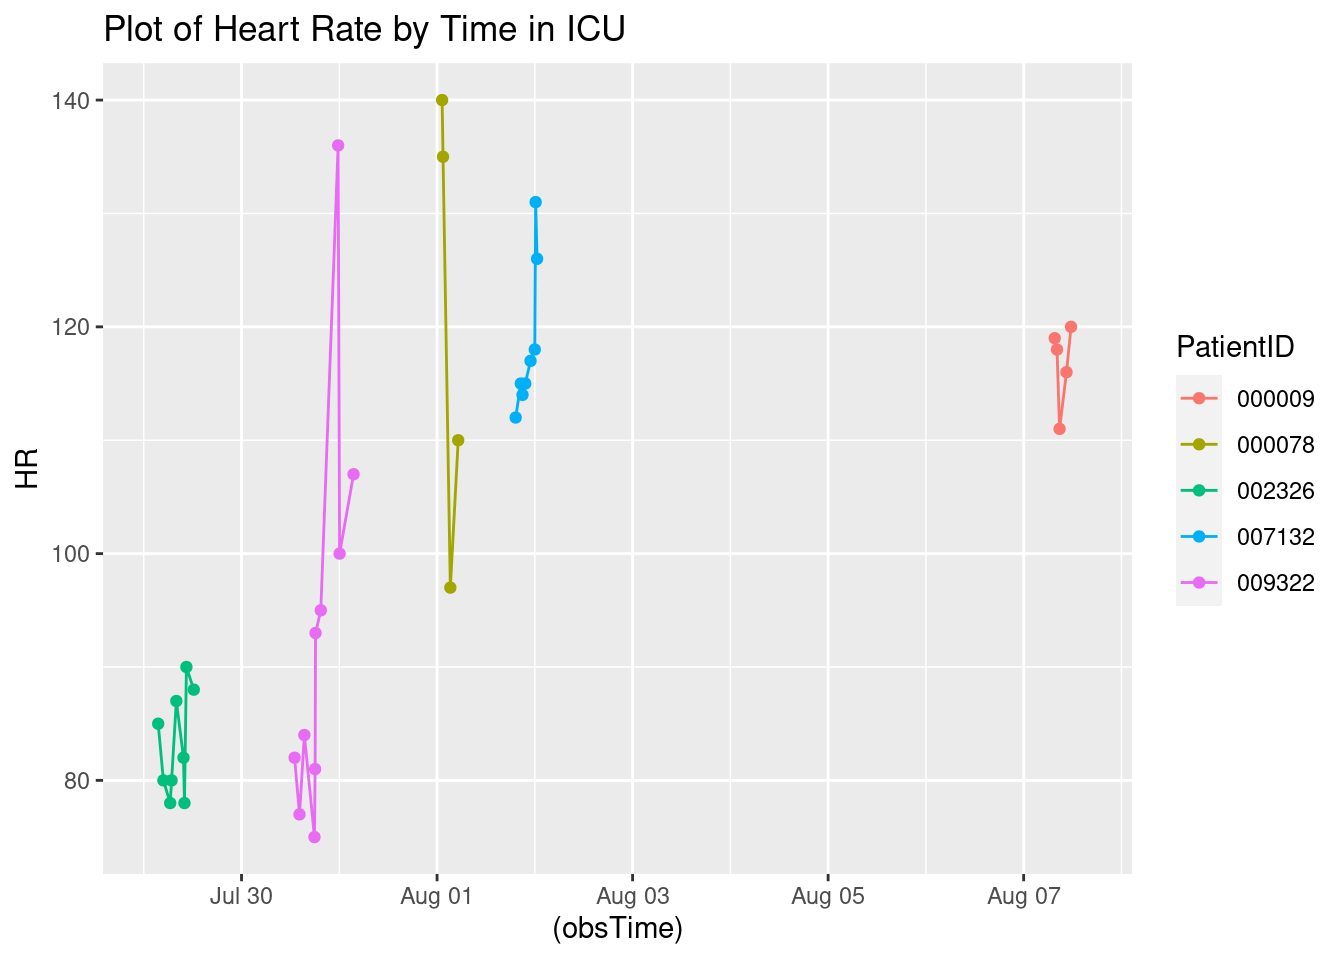 Plot of Heart Rate by Time in ICU
140
120
100
80
HR
Jul 30 Aug 01 Aug 03 Aug 05 Aug 07
(obsTime)
PatientID
000009
000078
002326
007132
009322